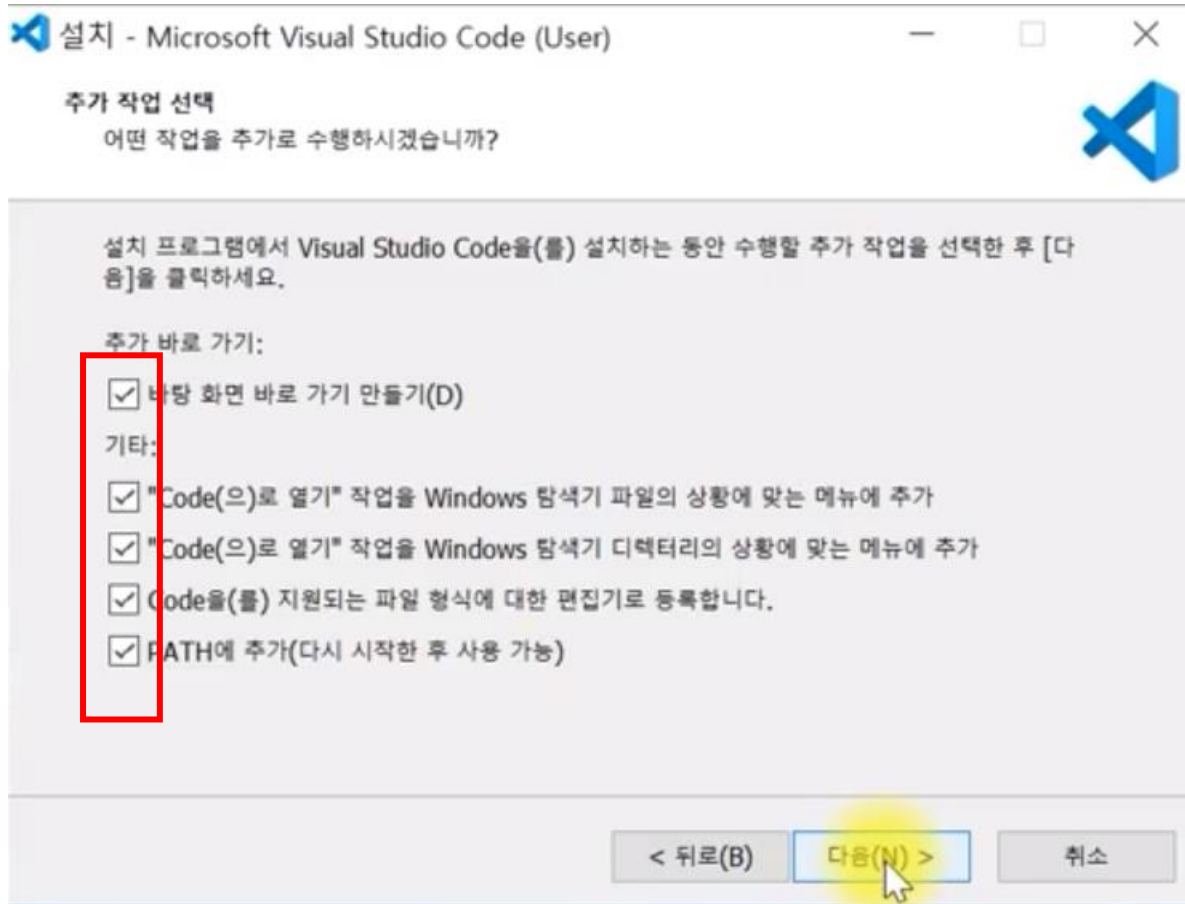 설치 - Microsoft Visual Studio Code (User)
추가 작업 선택
어떤 작업을 추가로 수행하시겠습니까?
설치 프로그램에서 Visual Studio Code을(를) 설치하는 동안 수행할 추가 작업을 선택한 후 [다
음]을 클릭하세요.
추가 바로 가기:
바탕 화면 바로 가기 만들기(D)
기타:
"Code(으)로 열기" 작업을 Windows 탐색기 파일의 상황에 맞는 메뉴에 추가
"Code(으)로 열기" 작업을 Windows 탐색기 디렉터리의 상황에 맞는 메뉴에 추가
Code을(를) 지원되는 파일 형식에 대한 편집기로 등록합니다.
PATH에 추가(다시 시작한 후 사용 가능)
< 뒤로(B) 다음(N) > 취소